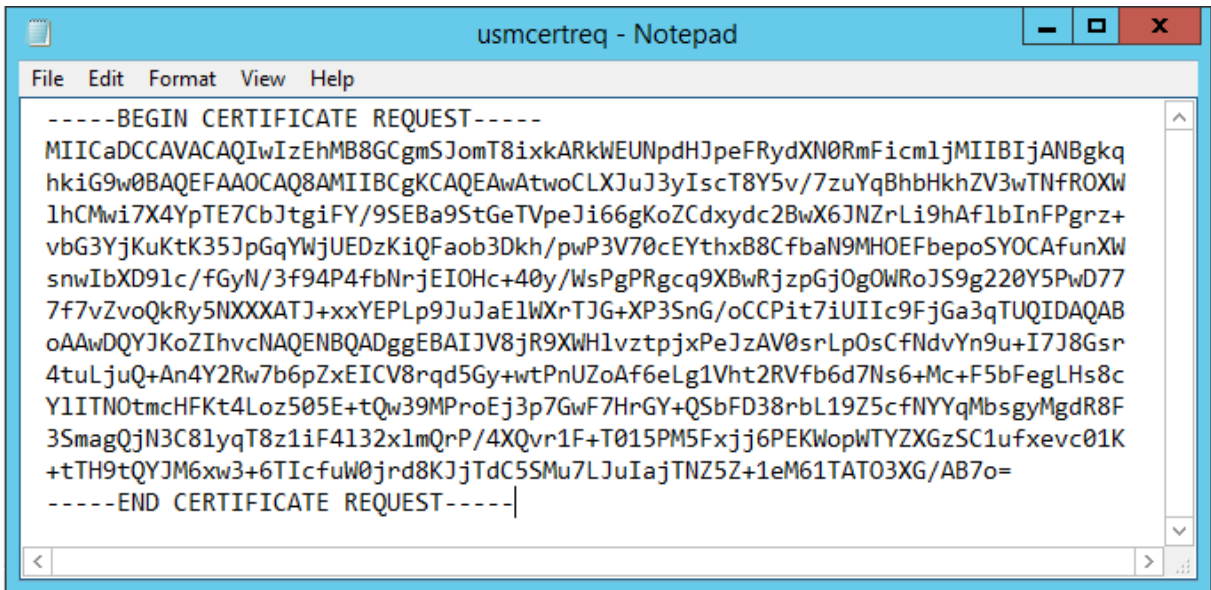 usmcertreq - Notepad
File Edit Format View Help
-----BEGIN CERTIFICATE REQUEST-----
MIICaDCCAVACAQIwIzEhMB8GCgmSJomT8ixkARkWEUNpdHJpeFRydXN0RmFicmljMIIBIjANBgkq
hkiG9w0BAQEFAAOCAQ8AMIIBCgKCAQEAwAtwoCLXJuJ3yIscT8Y5v/7zuYqBhbHkhZV3wTNfROXW
lhCMwi7X4YpTE7CbJtgiFY/9SEBa9StGeTVpeJi66gKoZCdxydc2BwX6JNZrLi9hAflbInFPgrz+
vbG3YjKuKtK35JpGqYWjUEDzKiQFaob3Dkh/pwP3V70cEYthxB8CfbaN9MHOEFbepoSYOCAfunXW
snwIbXD9lc/fGyN/3f94P4fbNrjEIOHc+40y/WsPgPRgcq9XBwRjzpGjOgOWRoJS9g220Y5PwD77
7f7vZvoQkRy5NXXXATJ+xxYEPLp9JuJaElWXrTJG+XP3SnG/oCCPit7iUIIc9FjGa3qTUQIDAQAB
oAAwDQYJKoZIhvcNAQENBQADggEBAIJV8jR9XWHlvztpjxPeJzAV0srLpOsCfNdvYn9u+I7J8Gsr
4tuLjuQ+An4Y2Rw7b6pZxEICV8rqd5Gy+wtPnUZoAf6eLg1Vht2RVfb6d7Ns6+Mc+F5bFegLHs8c
YlITNOtmcHFKt4Loz505E+tQw39MProEj3p7GwF7HrGY+QSbFD38rbL19Z5cfNYYqMbsgyMgdR8F
3SmagQjN3C8lyqT8z1iF4l32xlmQrP/4XQvr1F+T015PM5Fxjj6PEKWopWTYZXGzSC1ufxevc01K
+tTH9tQYJM6xw3+6TIcfuW0jrd8KJjTdC5SMu7LJuIajTNZ5Z+1eM61TATO3XG/AB7o=
-----END CERTIFICATE REQUEST-----